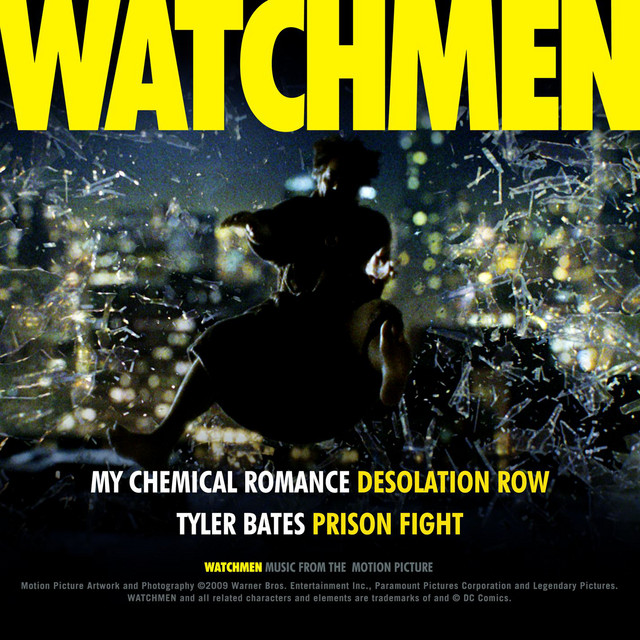 WATCHMEN
MY CHEMICAL ROMANCE DESOLATION ROW
TYLER BATES PRISON FIGHT
WATCHMEN MUSIC FROM THE MOTION PICTURE
Motion Picture Artwork and Photography ©2009 Warner Bros. Entertainment Inc., Paramount Pictures Corporation and Legendary Pictures.
WATCHMEN and all related characters and elements are trademarks of and © DC Comics.